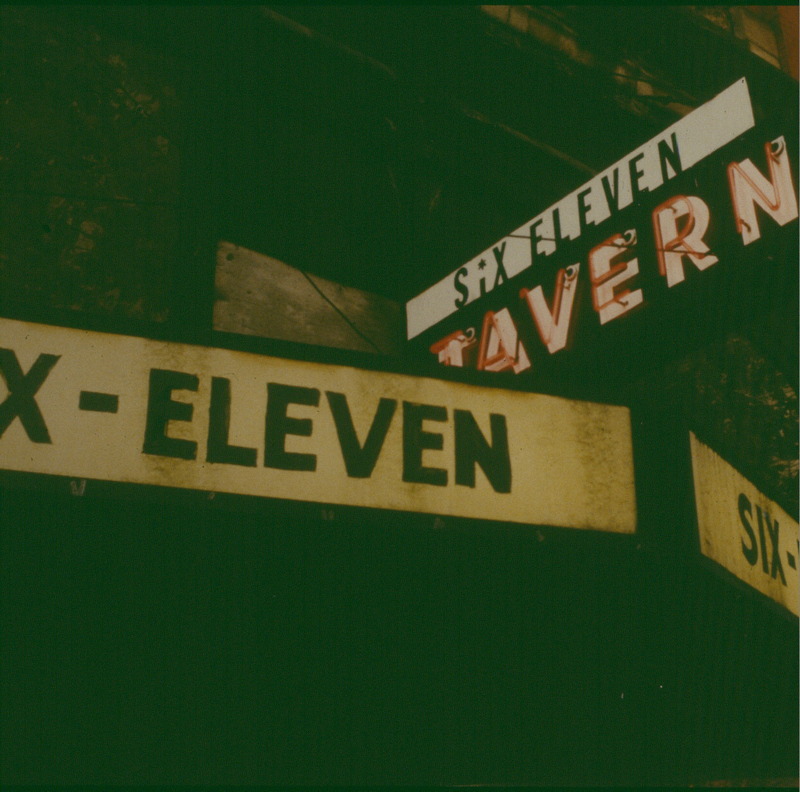 SIX ELEVEN
TAVERN
X-ELEVEN
SIX-